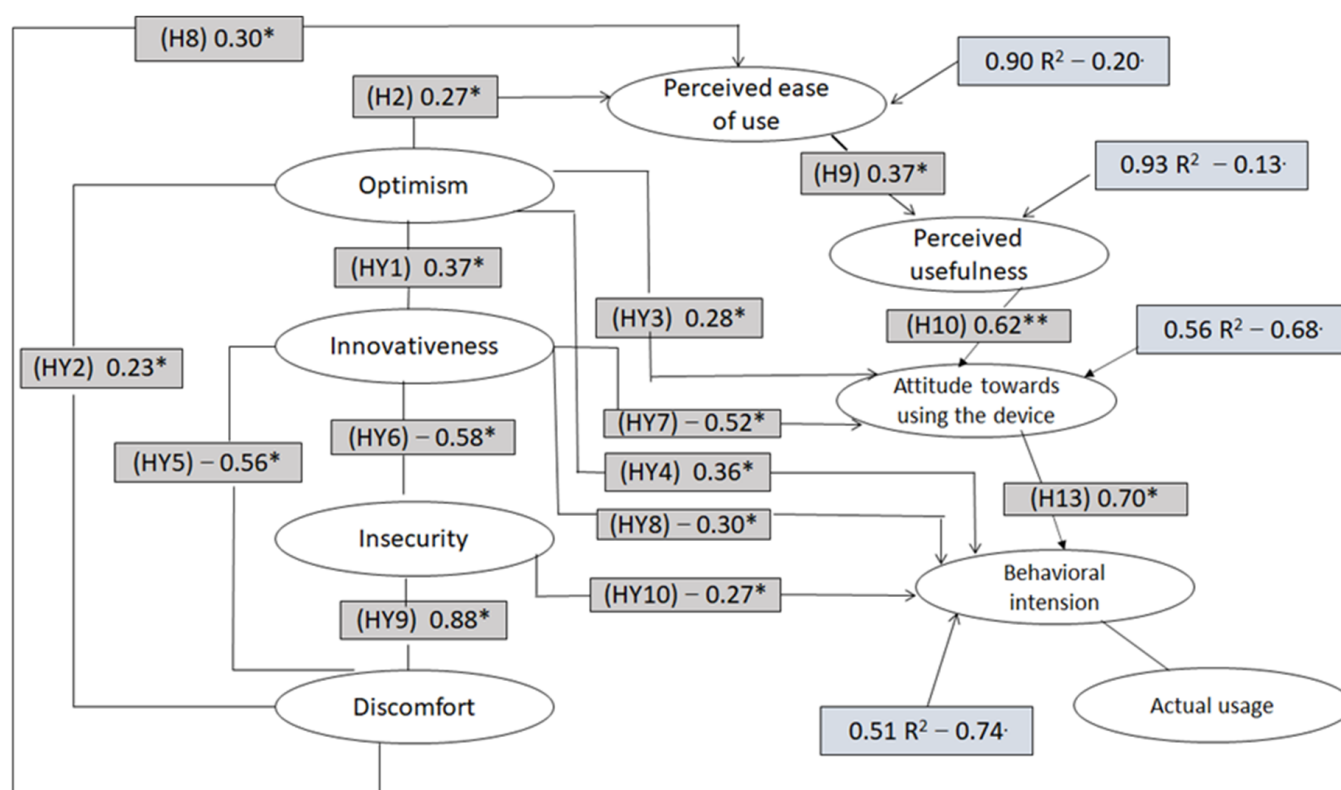 (H8) 0.30*
0.90 R² – 0.20·
Perceived ease
of use
(H2) 0.27*
0.93 R² – 0.13·
(H9) 0.37*
Optimism
Perceived
usefulness
(HY1) 0.37*
(HY3) 0.28*
(H10) 0.62**
0.56 R² – 0.68·
Innovativeness
(HY2) 0.23*
Attitude towards
using the device
(HY7) – 0.52*
(HY6) – 0.58*
(HY5) – 0.56*
(HY4) 0.36*
(H13) 0.70*
(HY8) – 0.30*
Insecurity
Behavioral
intension
(HY10) – 0.27*
(HY9) 0.88*
Discomfort
Actual usage
0.51 R² – 0.74·